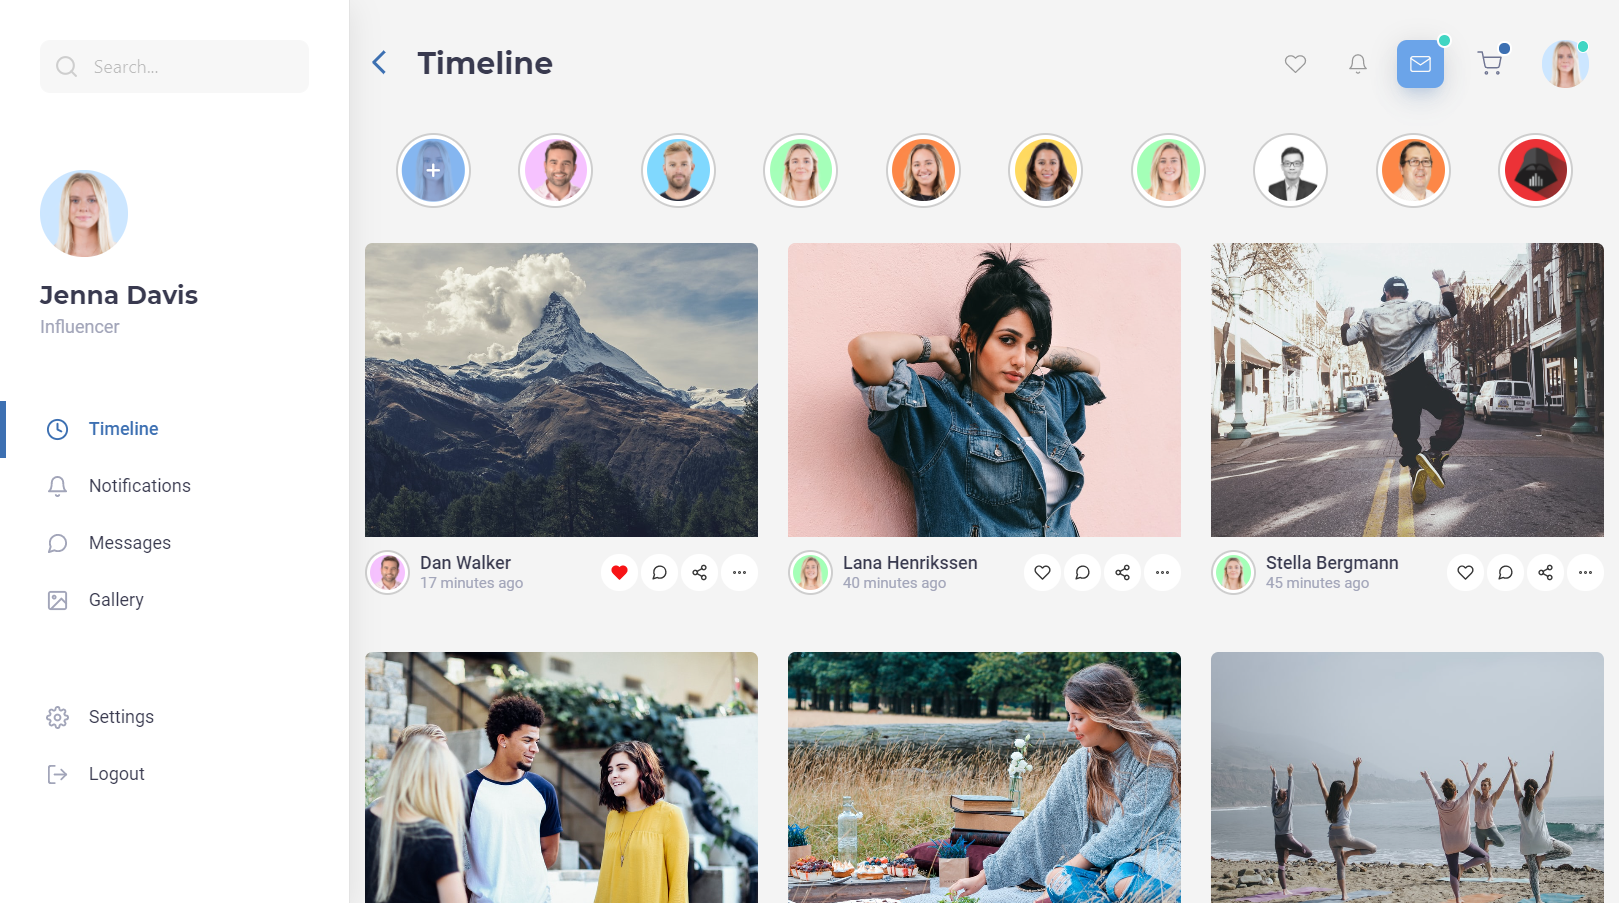 Search...
Timeline
Jenna Davis
Influencer
Timeline
Notifications
Messages
Gallery
Settings
Logout
Dan Walker
17 minutes ago
Lana Henrikssen
40 minutes ago
Stella Bergmann
45 minutes ago